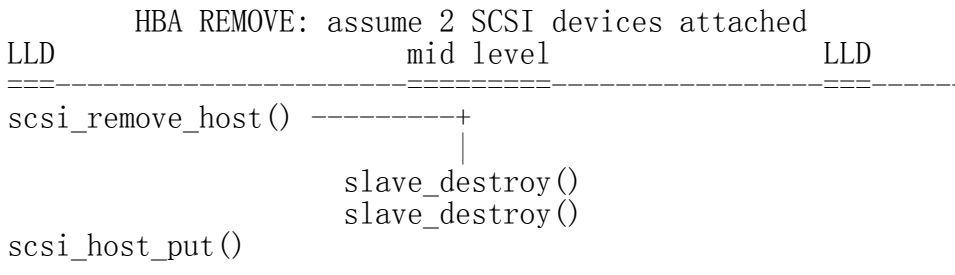 HBA REMOVE: assume 2 SCSI devices attached
LLD                      mid level                 LLD
===----------------------=========-----------------===------
scsi_remove_host() ---------+
                            |
                     slave_destroy()
                     slave_destroy()
scsi_host_put()